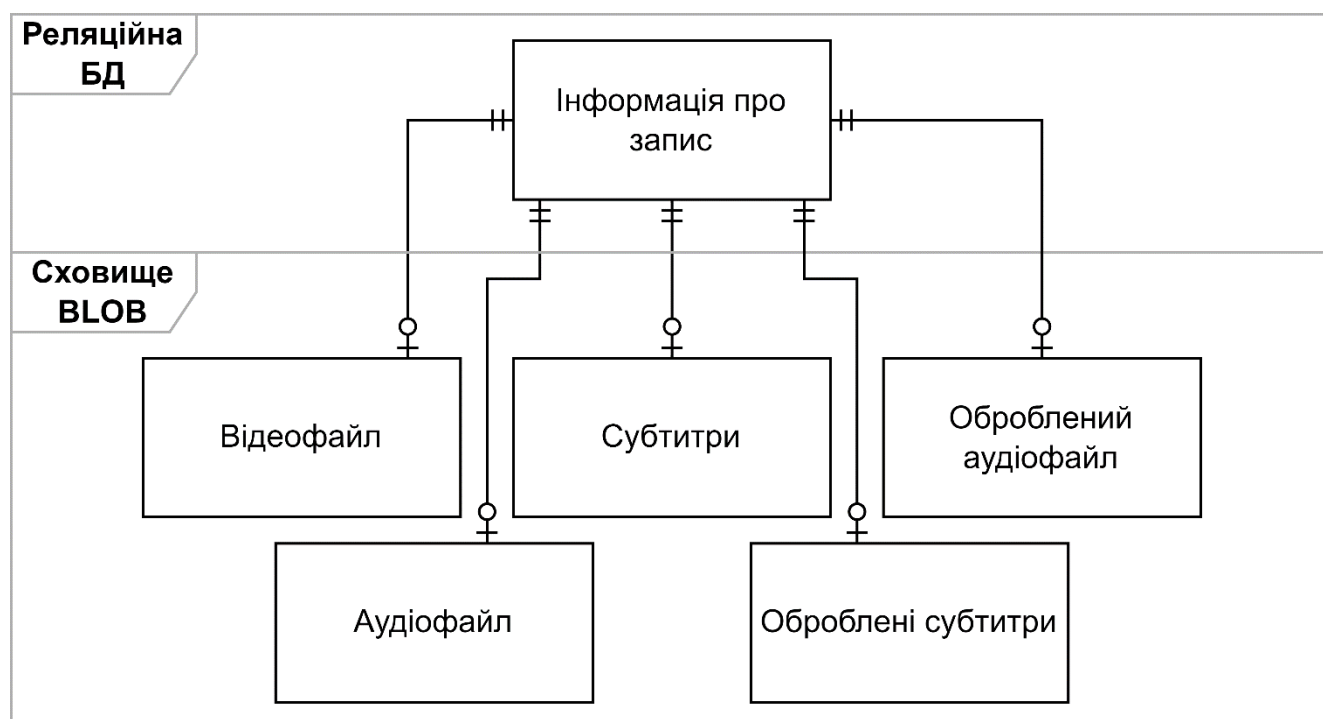 Реляційна
БД
Інформація про
запис
Сховище
BLOB
Відеофайл
Субтитри
Оброблений
аудіофайл
Аудіофайл
Оброблені субтитри